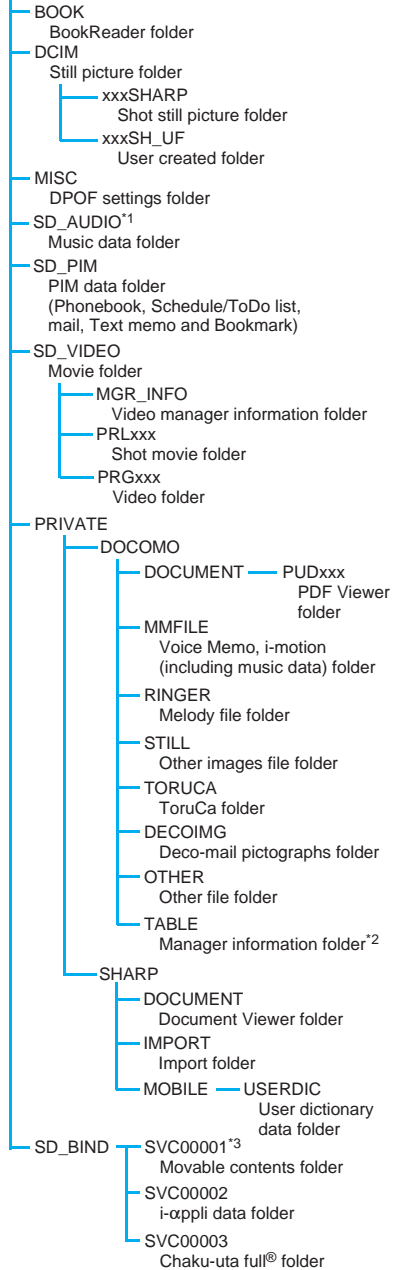 BOOK
BookReader folder
DCIM
Still picture folder
xxxSHARP
Shot still picture folder
xxxSH_UF
User created folder
MISC
DPOF settings folder
SD_AUDIO*1
Music data folder
SD_PIM
PIM data folder
(Phonebook, Schedule/ToDo list,
mail, Text memo and Bookmark)
SD_VIDEO
Movie folder
MGR_INFO
Video manager information folder
PRLxxx
Shot movie folder
PRGxxx
Video folder
PRIVATE
DOCOMO
DOCUMENT PUDxxx
PDF Viewer
folder
MMFILE
Voice Memo, i-motion
(including music data) folder
RINGER
Melody file folder
STILL
Other images file folder
TORUCA
ToruCa folder
DECOIMG
Deco-mail pictographs folder
OTHER
Other file folder
TABLE
Manager information folder*2
SHARP
DOCUMENT
Document Viewer folder
IMPORT
Import folder
MOBILE USERDIC
User dictionary
data folder
SD_BIND SVC00001*3
Movable contents folder
SVC00002
i-αppli data folder
SVC00003
Chaku-uta full® folder